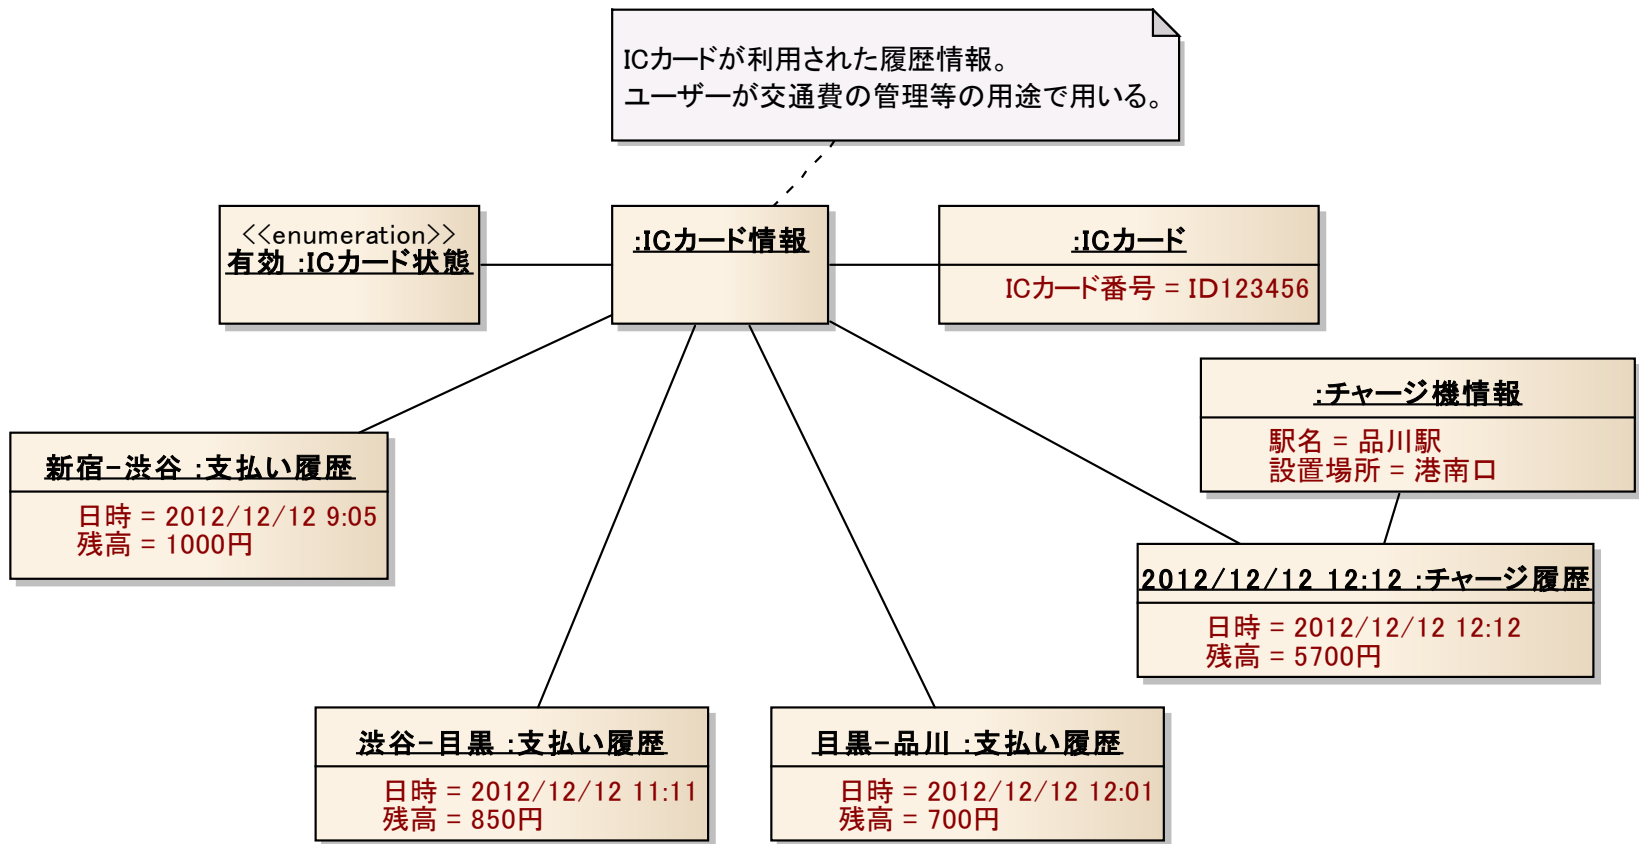 ICカードが利用された履歴情報。
ユーザーが交通費の管理等の用途で用いる。
<<enumeration>>
有効 :ICカード状態
:ICカード情報
:ICカード
ICカード番号 = ID123456
:チャージ機情報
駅名 = 品川駅
設置場所 = 港南口
新宿-渋谷 :支払い履歴
日時 = 2012/12/12 9:05
残高 = 1000円
2012/12/12 12:12 :チャージ履歴
日時 = 2012/12/12 12:12
残高 = 5700円
渋谷-目黒 :支払い履歴
日時 = 2012/12/12 11:11
残高 = 850円
目黒-品川 :支払い履歴
日時 = 2012/12/12 12:01
残高 = 700円